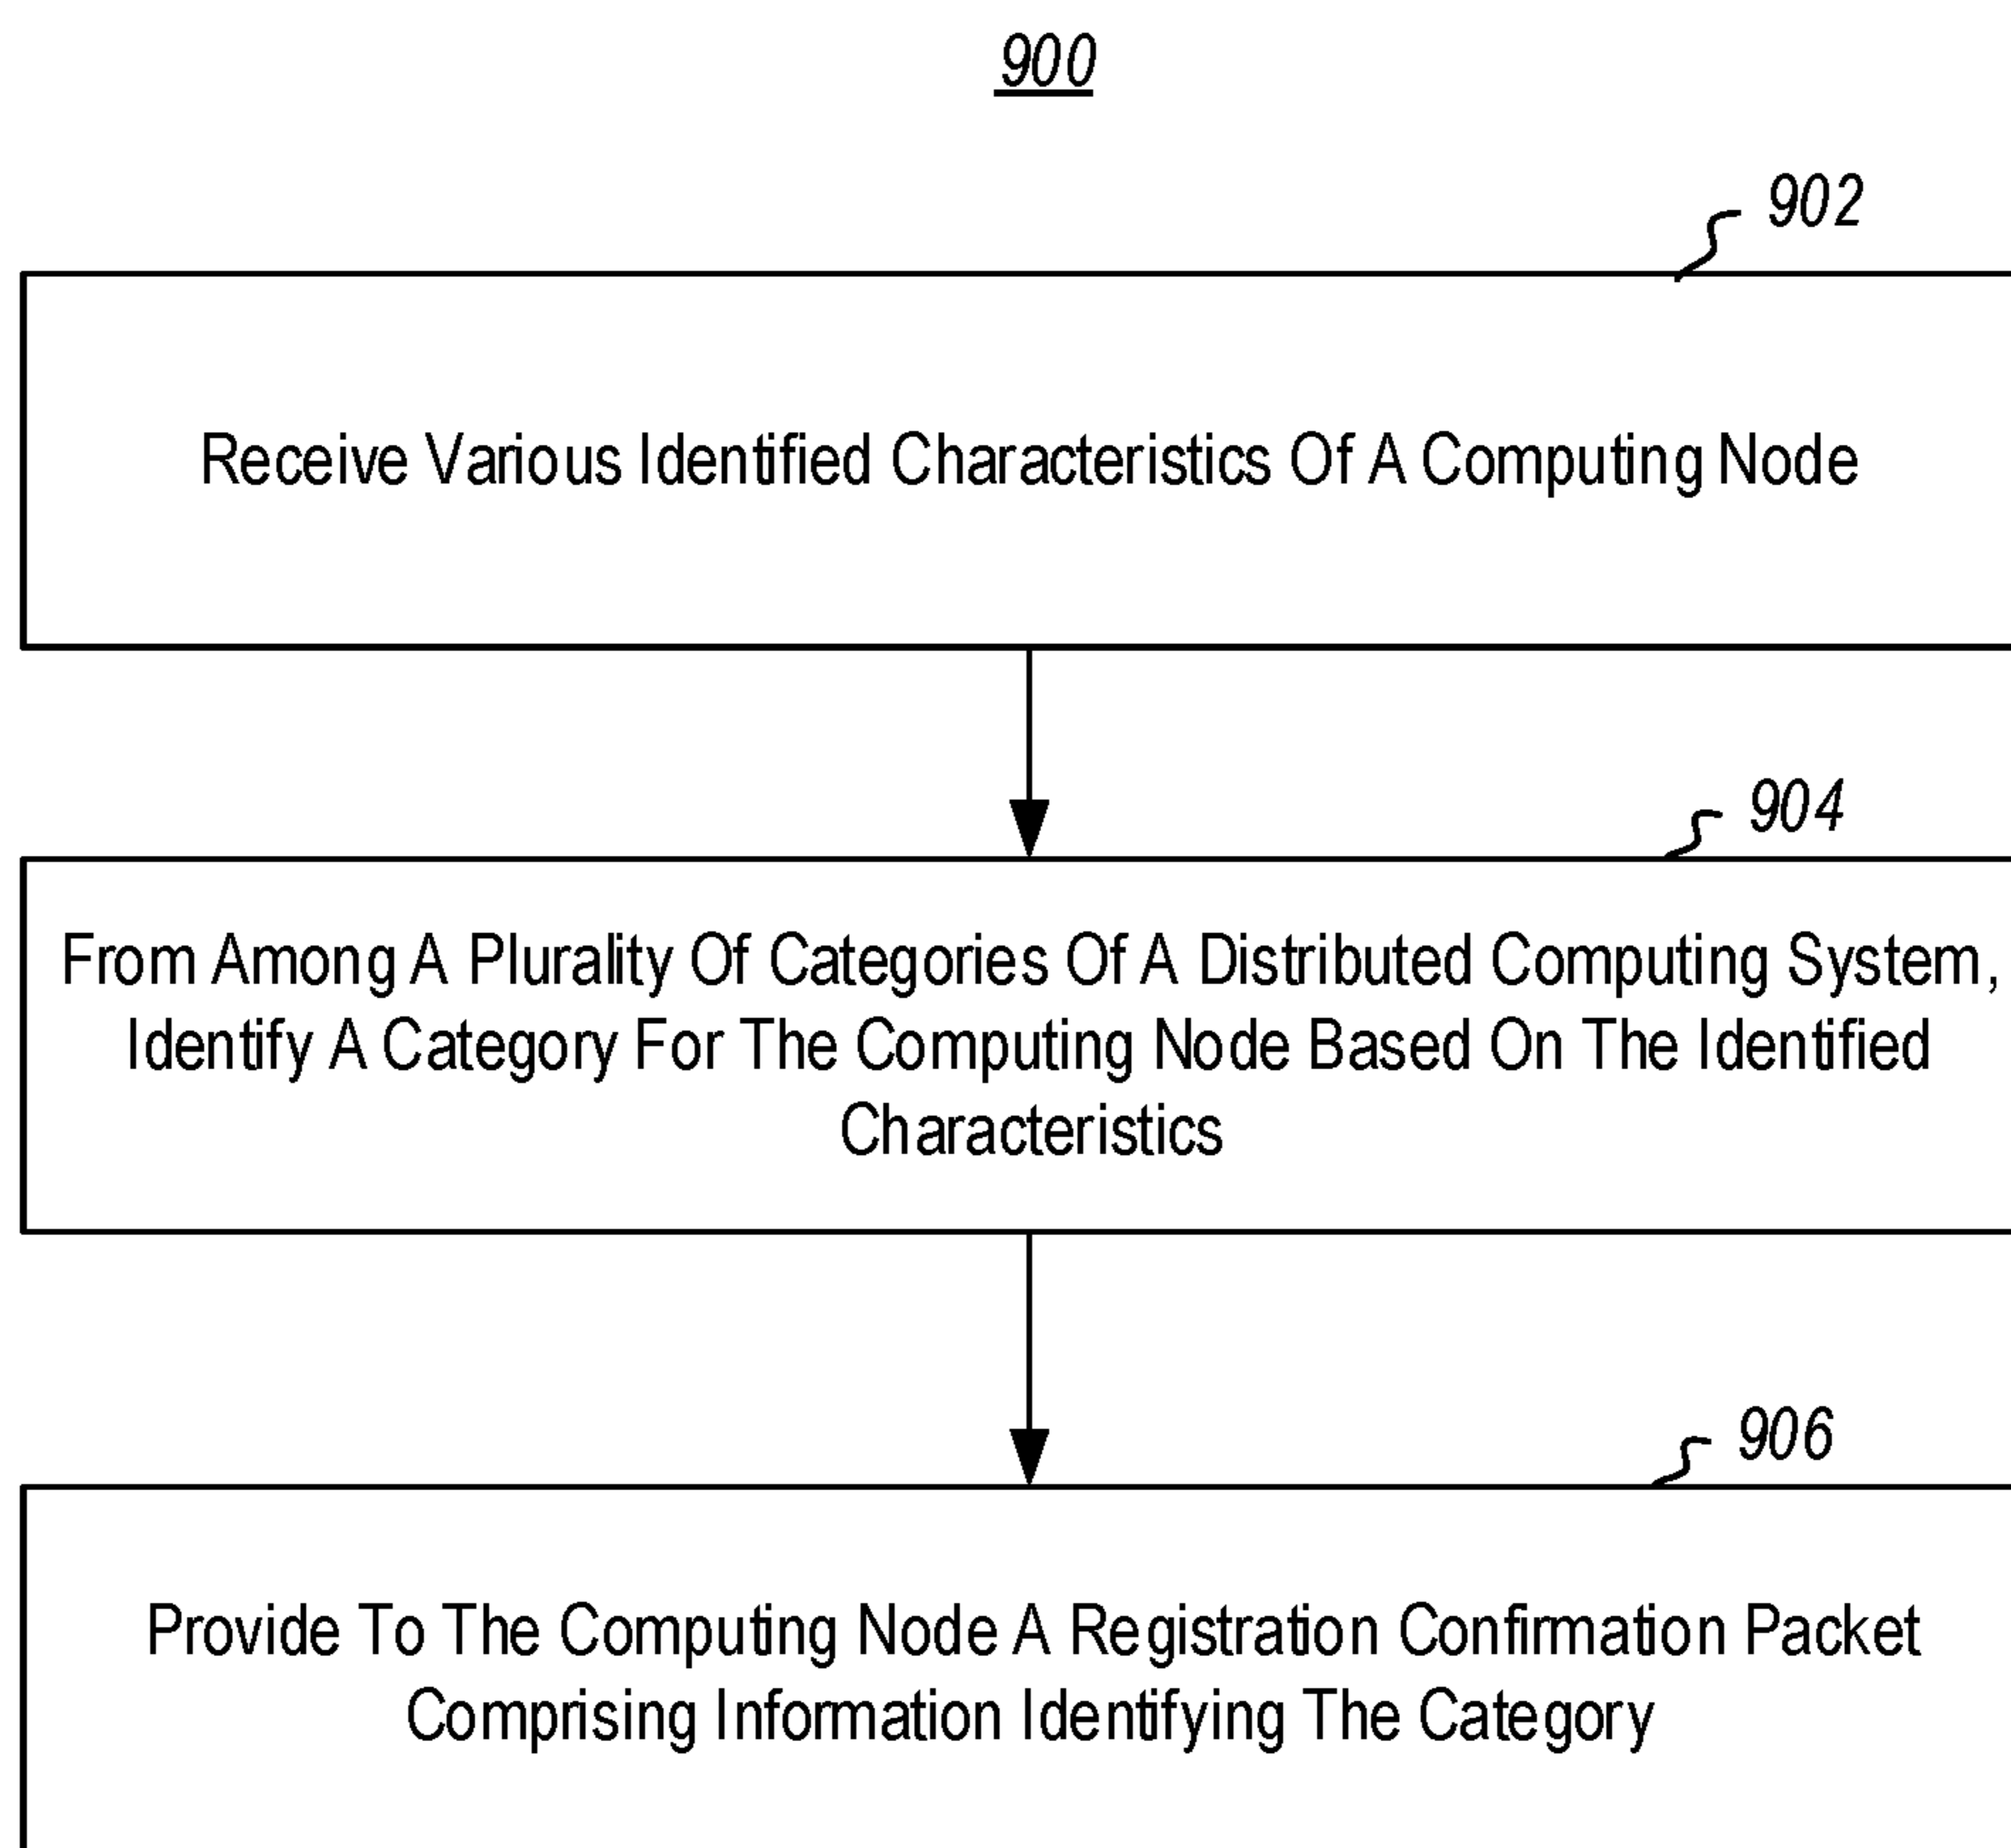 900
902
Receive Various Identified Characteristics Of A Computing Node
904
From Among A Plurality Of Categories Of A Distributed Computing System,
Identify A Category For The Computing Node Based On The Identified
Characteristics
906
Provide To The Computing Node A Registration Confirmation Packet
Comprising Information Identifying The Category